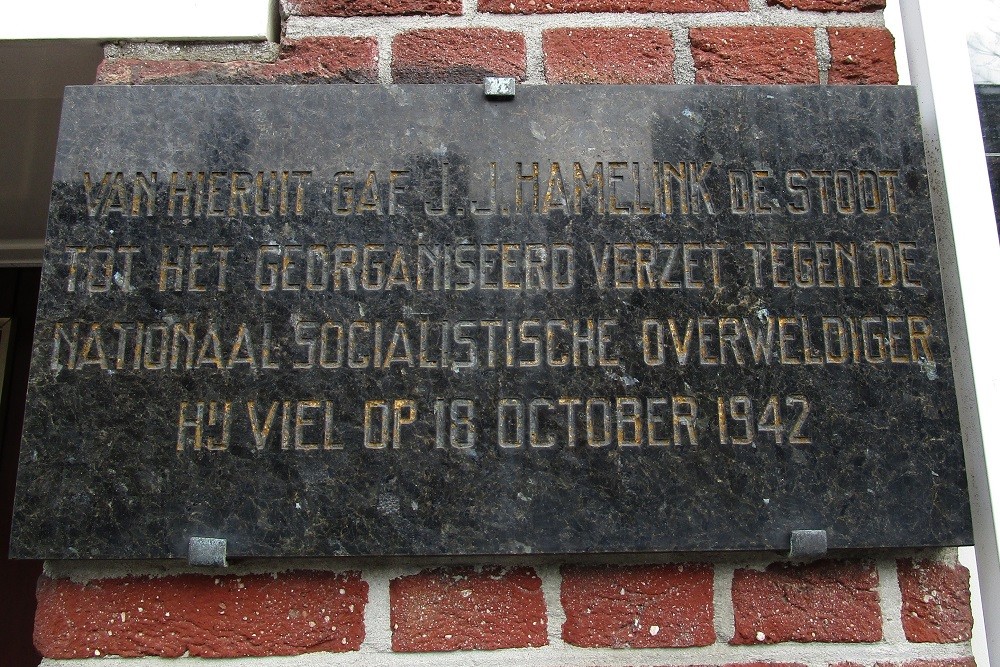 VAN HIERUIT GAF J.J. HAMELINK DE STOOT
TOT HET GEORGANISEERD VERZET TEGEN DE
NATIONAAL SOCIALISTISCHE OVERWELDIGER
HIJ VIEL OP 18 OCTOBER 1942